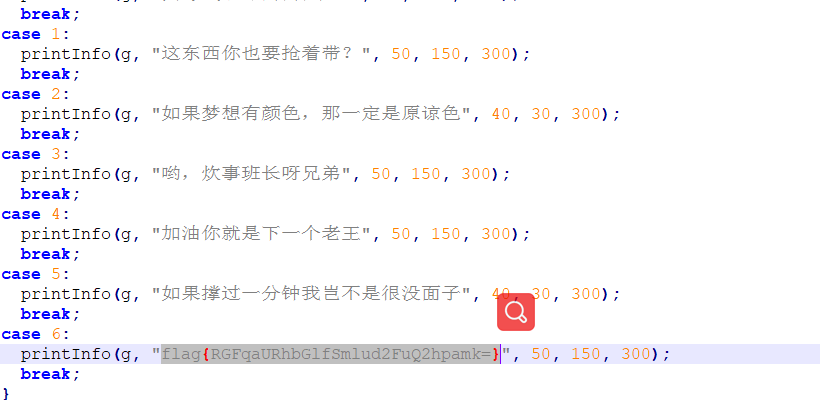 break;
case 1:
printInfo(g, "这东西你也要抢着带？", 50, 150, 300);
break;
case 2:
printInfo(g, "如果梦想有颜色，那一定是原谅色", 40, 30, 300);
break;
case 3:
printInfo(g, "哟，炊事班长呀兄弟", 50, 150, 300);
break;
case 4:
printInfo(g, "加油你就是下一个老王", 50, 150, 300);
break;
case 5:
printInfo(g, "如果撑过一分钟我岂不是很没面子", 40, 30, 300);
break;
case 6:
printInfo(g, "flag{RGFqaURhbGlfSmlud2FuQ2hpamk=}", 50, 150, 300);
break;
}